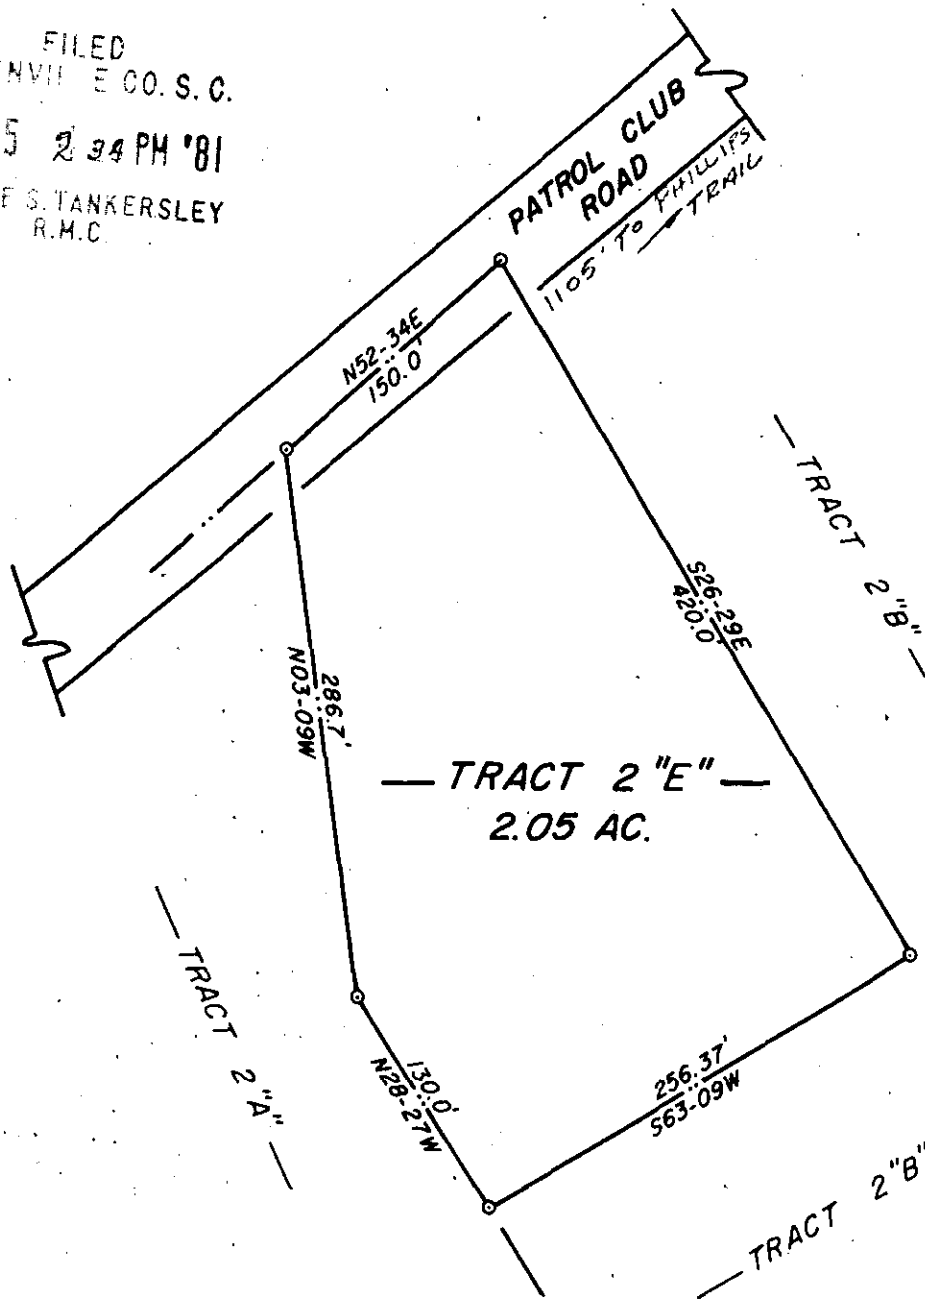 FILED
CO. S. C.
5 2 34 PM '81
S. TANKERSLEY
R.M.C.
PATROL CLUB
ROAD
1105' TO PHILLIPS
TRAIL
N52-34E
150.0'
TRACT 2 "B"
S26-29E
420.0'
286.7'
N03-09W
TRACT 2 "E"
2.05 AC.
TRACT 2 "A"
130.0'
N28-27W
256.37'
S63-09W
TRACT 2 "B"